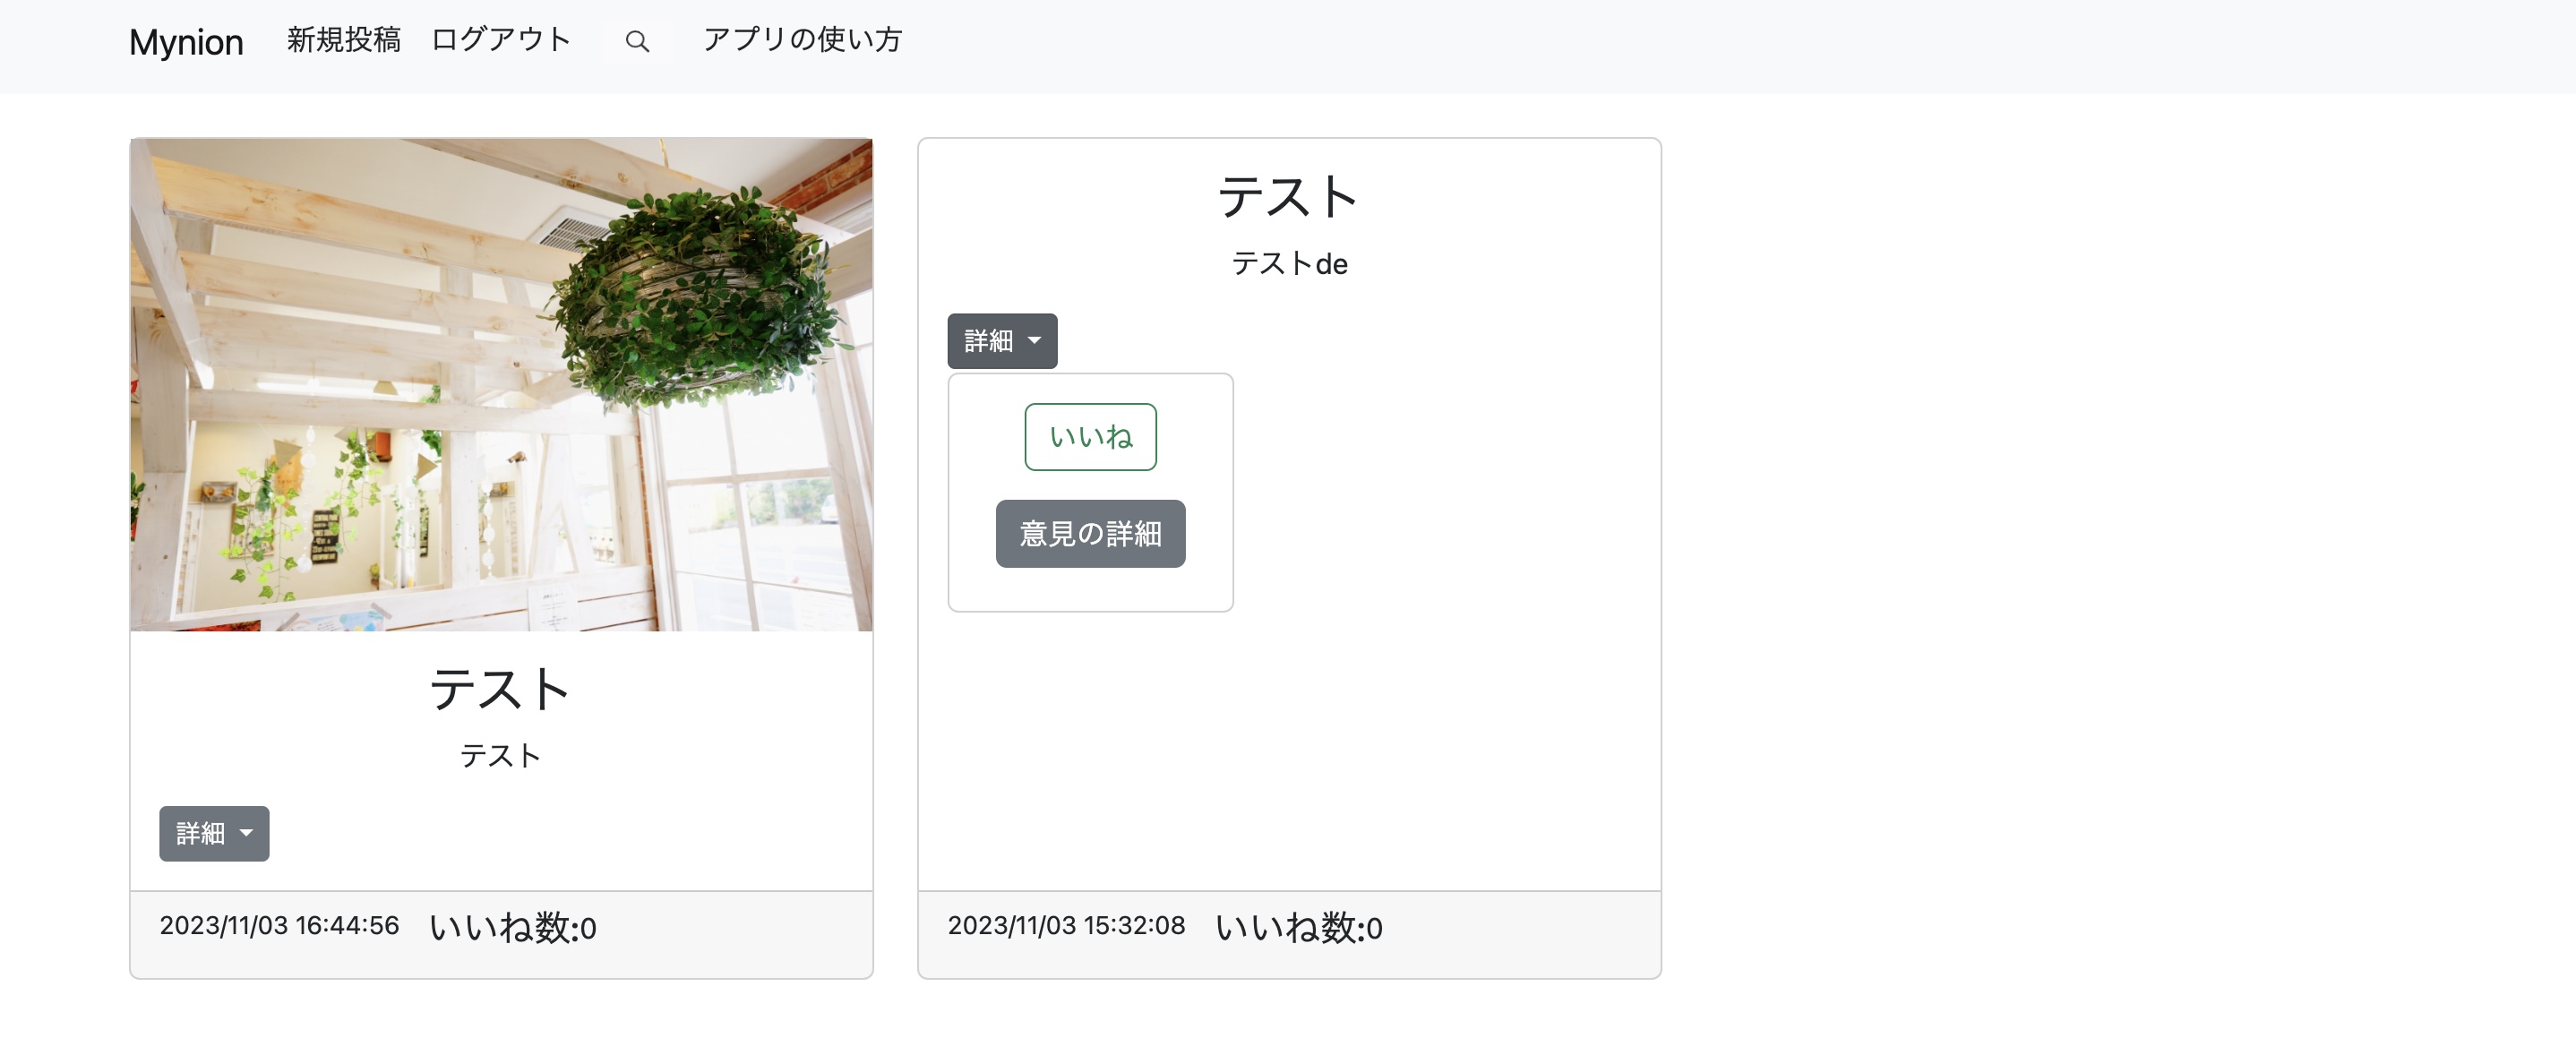 Mynion 新規投稿 ログアウト アプリの使い方
テスト
テスト
詳細
2023/11/03 16:44:56 いいね数:0
テスト
テストde
詳細
いいね
意見の詳細
2023/11/03 15:32:08 いいね数:0